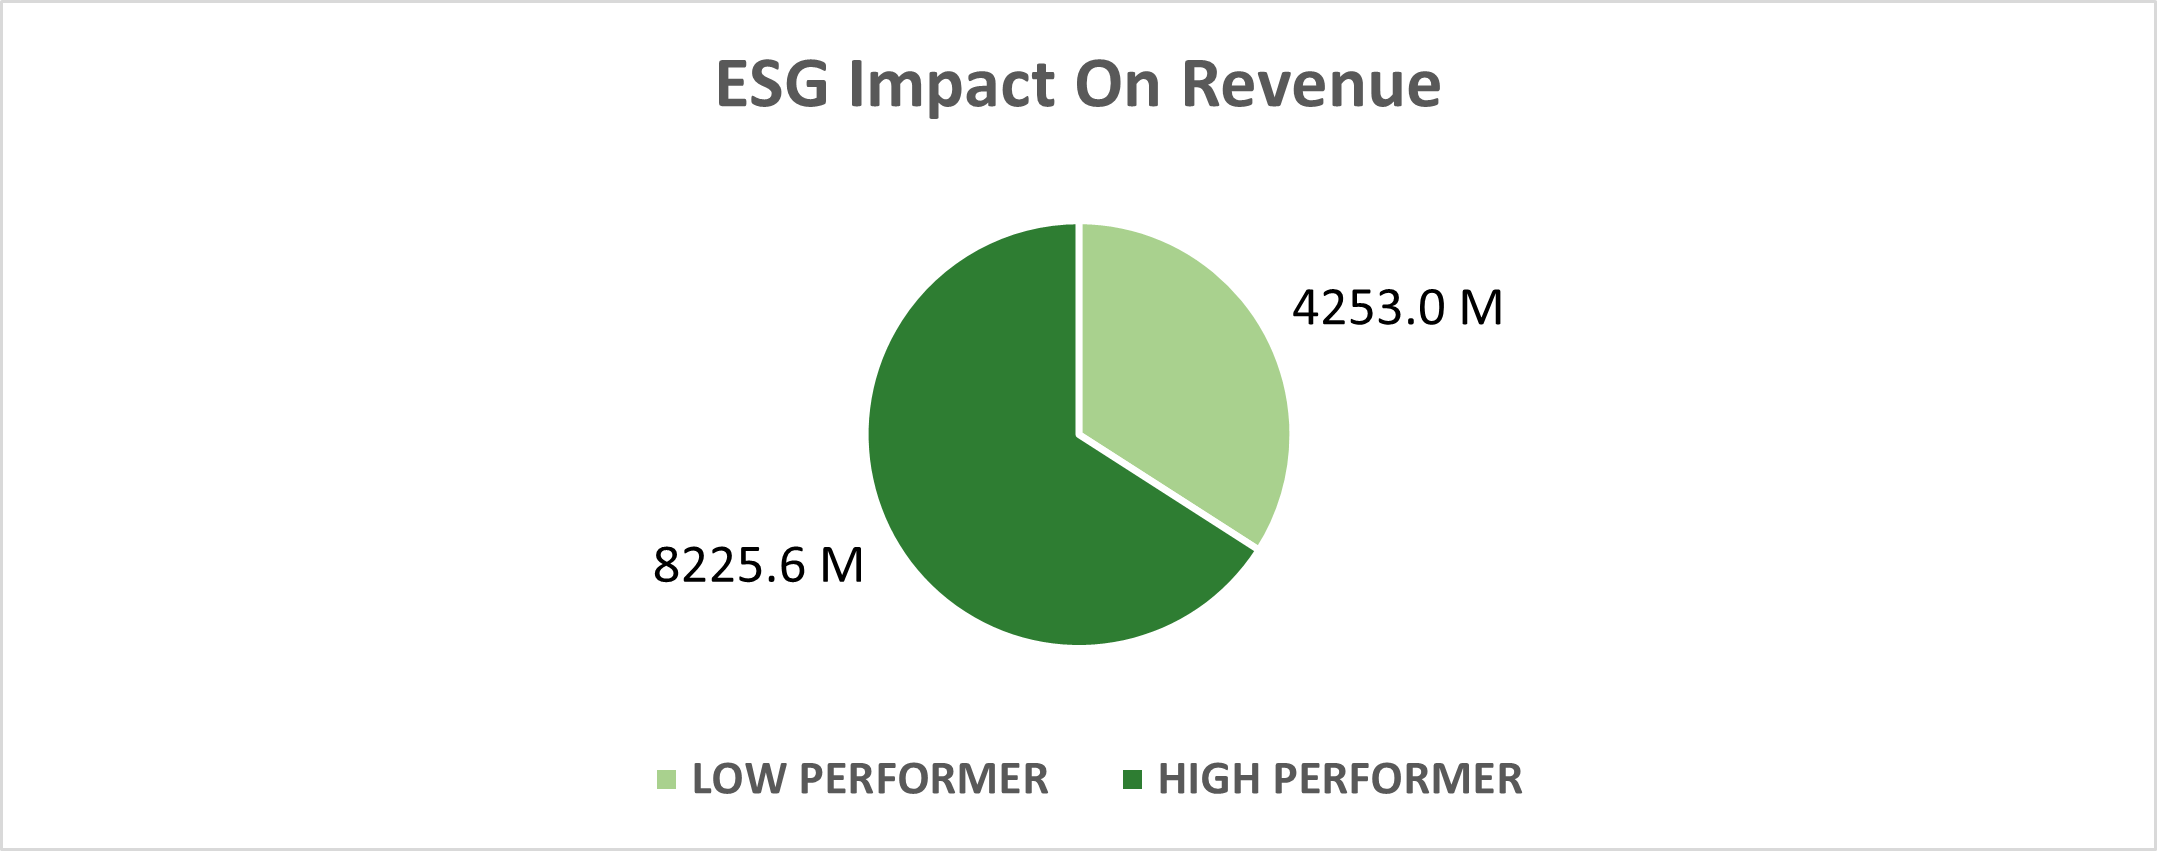 ESG Impact On Revenue
4253.0 M
8225.6 M
LOW PERFORMER
HIGH PERFORMER